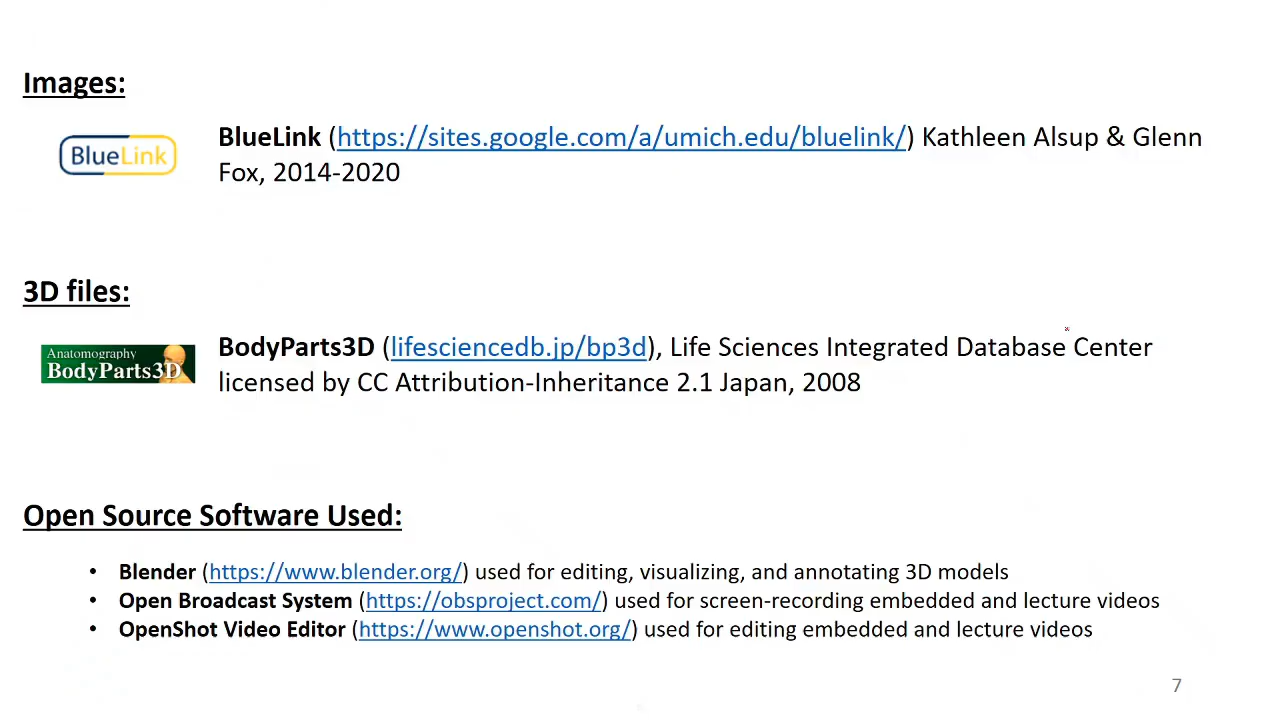 Images:
BlueLink
BlueLink (https://sites.google.com/a/umich.edu/bluelink/) Kathleen Alsup & Glenn
Fox, 2014-2020
3D files:
Anatomography
BodyParts3D
BodyParts3D (lifesciencedb.jp/bp3d), Life Sciences Integrated Database Center
licensed by CC Attribution-Inheritance 2.1 Japan, 2008
Open Source Software Used:
• Blender (https://www.blender.org/) used for editing, visualizing, and annotating 3D models
• Open Broadcast System (https://obsproject.com/) used for screen-recording embedded and lecture videos
• OpenShot Video Editor (https://www.openshot.org/) used for editing embedded and lecture videos
7